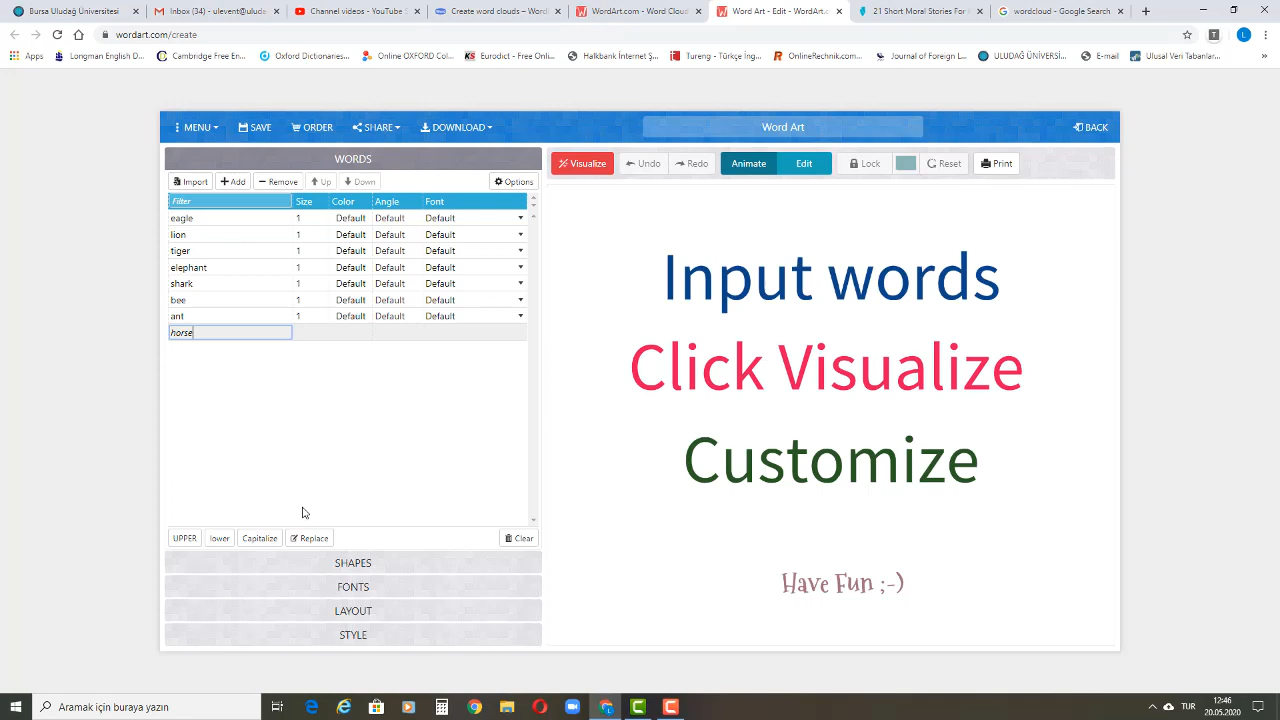 Bursa Uludağ Üniversitesi
Inbox (34) - ulevent@uluda
Channel videos - YouTube S
Create word clouds – Word
WordArt.com - Word Cloud
Word Art - Edit - WordArt.c
21 Short Moral Stories For K
wordcloud - Google Search
wordart.com/create
Apps
Longman English D...
Cambridge Free En...
Oxford Dictionaries...
Online OXFORD Col...
Eurodict - Free Onli...
Halkbank İnternet Ş...
Tureng - Türkçe İng...
OnlineRechnik.com...
Journal of Foreign L...
ULUDAĞ ÜNİVERSİ...
E-mail
Ulusal Veri Tabanlar...
MENU
SAVE
ORDER
SHARE
DOWNLOAD
Word Art
BACK
WORDS
Import
Add
Remove
Up
Down
Options
Visualize
Undo
Redo
Animate
Edit
Lock
Reset
Print
Filter Size Color Angle Font
eagle 1 Default Default Default
lion 1 Default Default Default
tiger 1 Default Default Default
elephant 1 Default Default Default
shark 1 Default Default Default
bee 1 Default Default Default
ant 1 Default Default Default
horse
Input words
Click Visualize
Customize
Have Fun ;-)
UPPER
lower
Capitalize
Replace
Clear
SHAPES
FONTS
LAYOUT
STYLE
Aramak için buraya yazın
TUR
12:46
20.05.2020